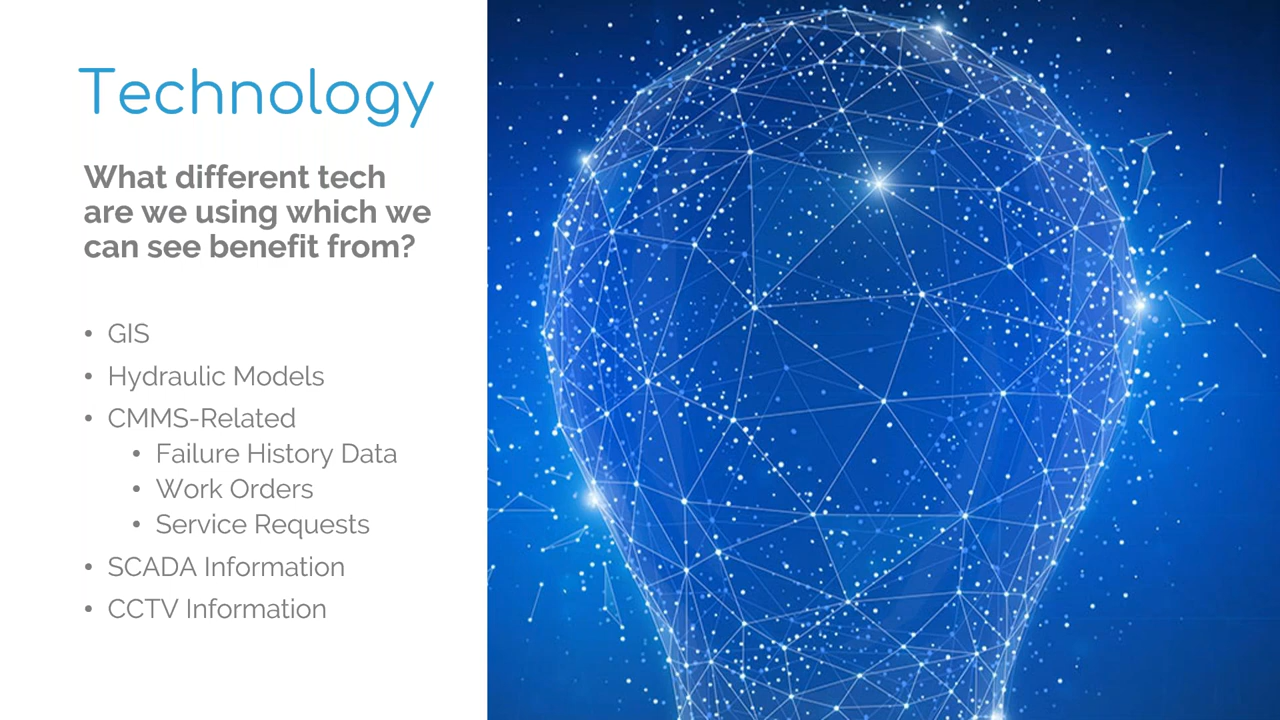 Technology
What different tech
are we using which we
can see benefit from?
• GIS
• Hydraulic Models
• CMMS-Related
• Failure History Data
• Work Orders
• Service Requests
• SCADA Information
• CCTV Information